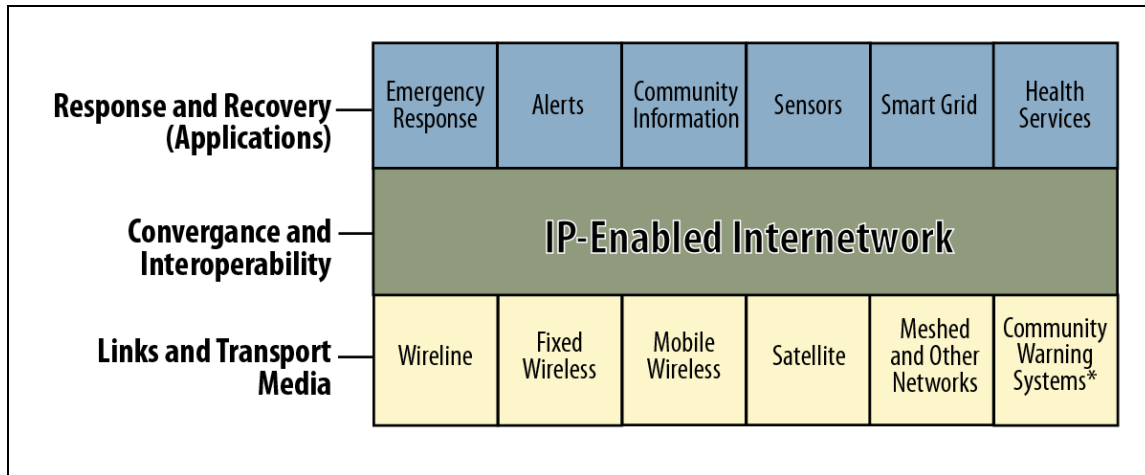 Response and Recovery
(Applications)
Emergency
Response
Alerts
Community
Information
Sensors
Smart Grid
Health
Services
Convergance and
Interoperability
IP-Enabled Internetwork
Links and Transport
Media
Wireline
Fixed
Wireless
Mobile
Wireless
Satellite
Meshed
and Other
Networks
Community
Warning
Systems*